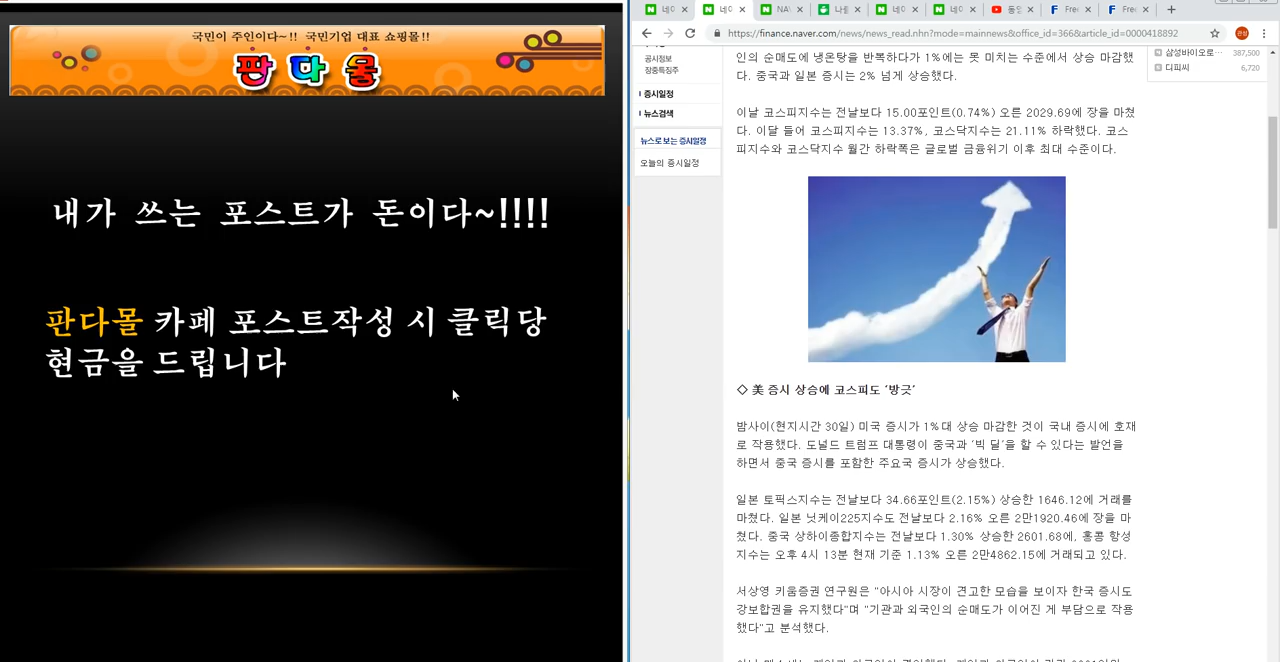 국민이 주인이다~!! 국민기업 대표 쇼핑몰!!
판다몰
내가 쓰는 포스트가 돈이다~!!!!
판다몰 카페 포스트작성 시 클릭당
현금을 드립니다
https://finance.naver.com/news/news_read.nhn?mode=mainnews&office_id=366&article_id=0000418892
공시정보
장중특징주
증시일정
뉴스검색
뉴스로 보는 증시일정
오늘의 증시일정
인의 순매도에 냉온탕을 반복하다가 1%에는 못 미치는 수준에서 상승 마감했
다. 중국과 일본 증시는 2% 넘게 상승했다.
이날 코스피지수는 전날보다 15.00포인트(0.74%) 오른 2029.69에 장을 마쳤
다. 이달 들어 코스피지수는 13.37%, 코스닥지수는 21.11% 하락했다. 코스
피지수와 코스닥지수 월간 하락폭은 글로벌 금융위기 이후 최대 수준이다.
◇ 美 증시 상승에 코스피도 ‘방긋’
밤사이(현지시간 30일) 미국 증시가 1%대 상승 마감한 것이 국내 증시에 호재
로 작용했다. 도널드 트럼프 대통령이 중국과 ‘빅 딜’을 할 수 있다는 발언을
하면서 중국 증시를 포함한 주요국 증시가 상승했다.
일본 토픽스지수는 전날보다 34.66포인트(2.15%) 상승한 1646.12에 거래를
마쳤다. 일본 닛케이225지수도 전날보다 2.16% 오른 2만1920.46에 장을 마
쳤다. 중국 상하이종합지수는 전날보다 1.30% 상승한 2601.68에, 홍콩 항셍
지수는 오후 4시 13분 현재 기준 1.13% 오른 2만4862.15에 거래되고 있다.
서상영 키움증권 연구원은 "아시아 시장이 견고한 모습을 보이자 한국 증시도
강보합권을 유지했다"며 "기관과 외국인의 순매도가 이어진 게 부담으로 작용
했다"고 분석했다.
삼성바이오로… 387,500
디피씨 6,720